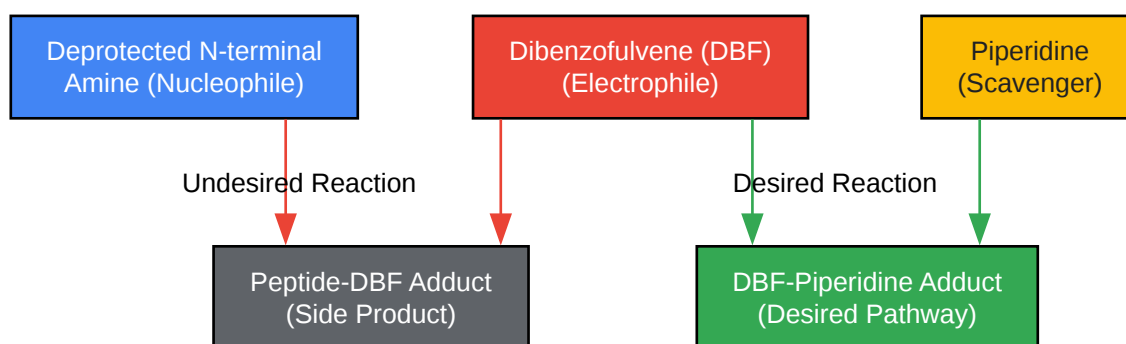 Deprotected N-terminal
Amine (Nucleophile)
Dibenzofulvene (DBF)
(Electrophile)
Piperidine
(Scavenger)
Undesired Reaction
Desired Reaction
Peptide-DBF Adduct
(Side Product)
DBF-Piperidine Adduct
(Desired Pathway)